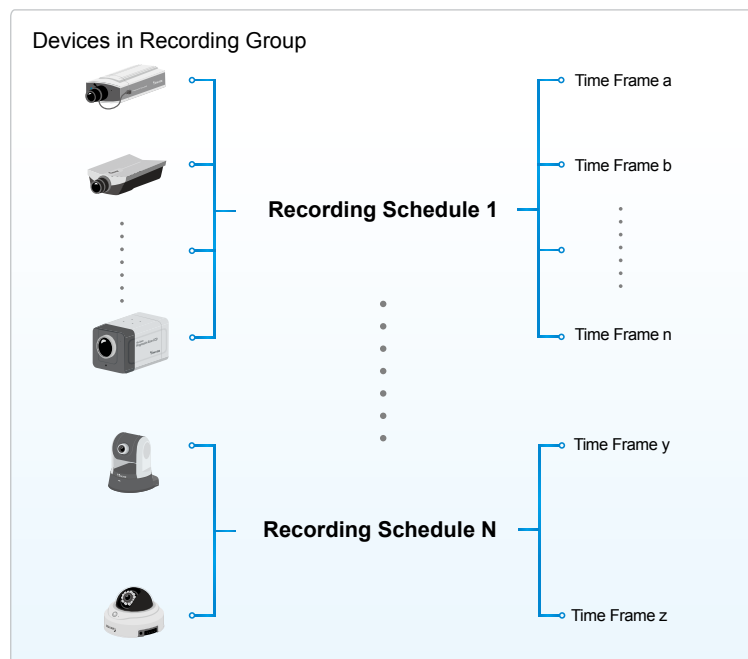 Devices in Recording Group
Time Frame a
Time Frame b
Recording Schedule 1
Time Frame n
Time Frame y
Recording Schedule N
Time Frame z